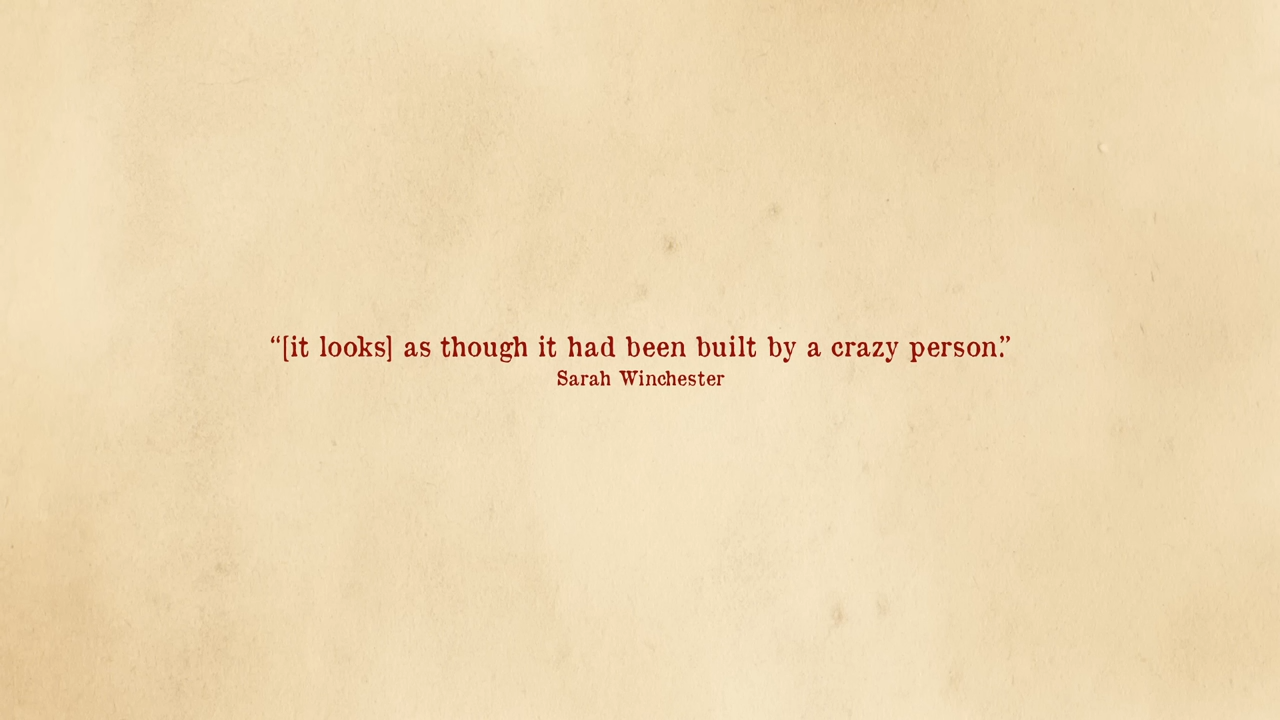 “[it looks] as though it had been built by a crazy person.”
Sarah Winchester